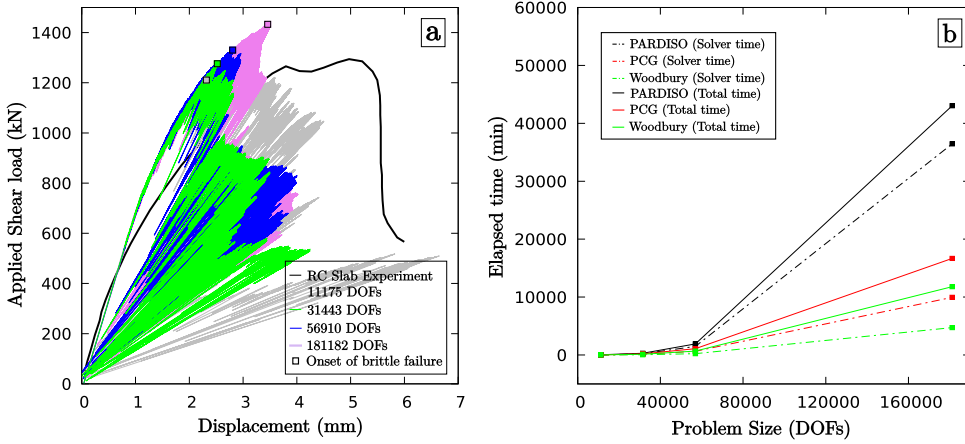 a
1400
1200
1000
800
600
400
200
0
0 1 2 3 4 5 6 7
Applied Shear load (kN)
Displacement (mm)
RC Slab Experiment
11175 DOFs
31443 DOFs
56910 DOFs
181182 DOFs
Onset of brittle failure
b
60000
50000
40000
30000
20000
10000
0
40000 80000 120000 160000
Elapsed time (min)
Problem Size (DOFs)
PARDISO (Solver time)
PCG (Solver time)
Woodbury (Solver time)
PARDISO (Total time)
PCG (Total time)
Woodbury (Total time)